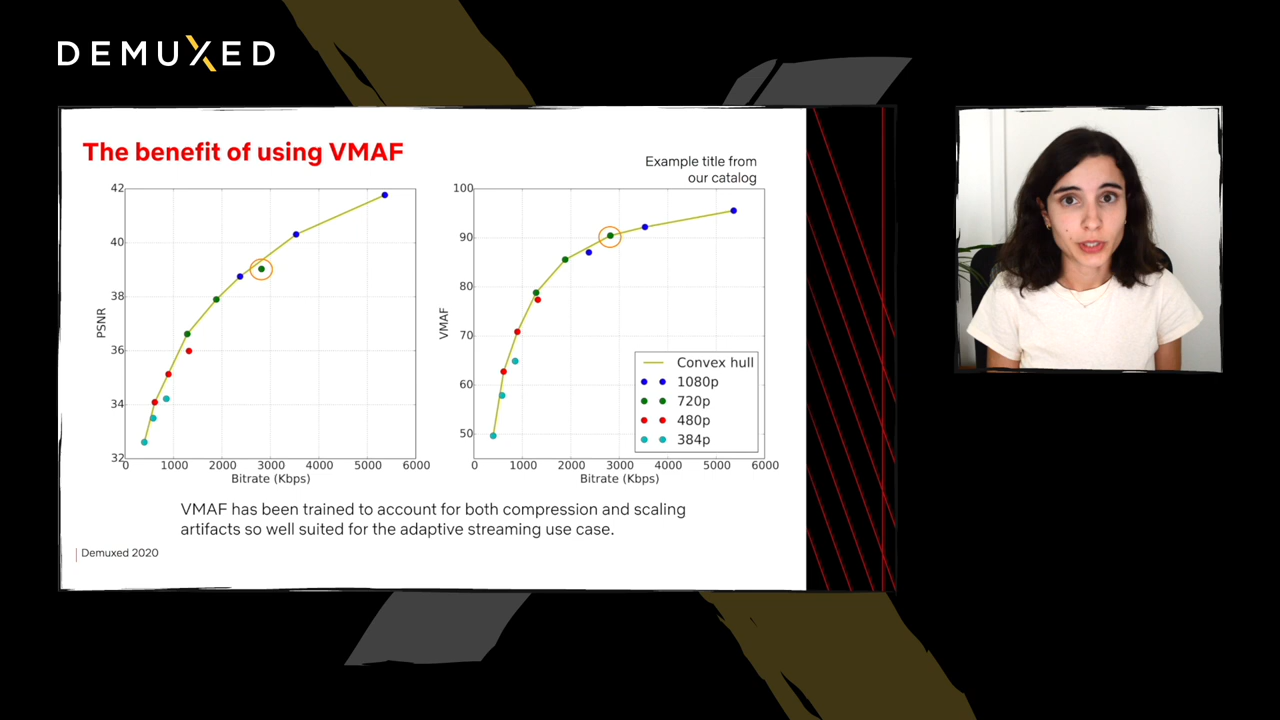 DEMUXED
The benefit of using VMAF
Example title from
our catalog
42
40
38
36
34
32
PSNR
0 1000 2000 3000 4000 5000 6000
Bitrate (Kbps)
100
90
80
70
60
50
VMAF
Convex hull
1080p
720p
480p
384p
0 1000 2000 3000 4000 5000 6000
Bitrate (Kbps)
VMAF has been trained to account for both compression and scaling
artifacts so well suited for the adaptive streaming use case.
Demuxed 2020